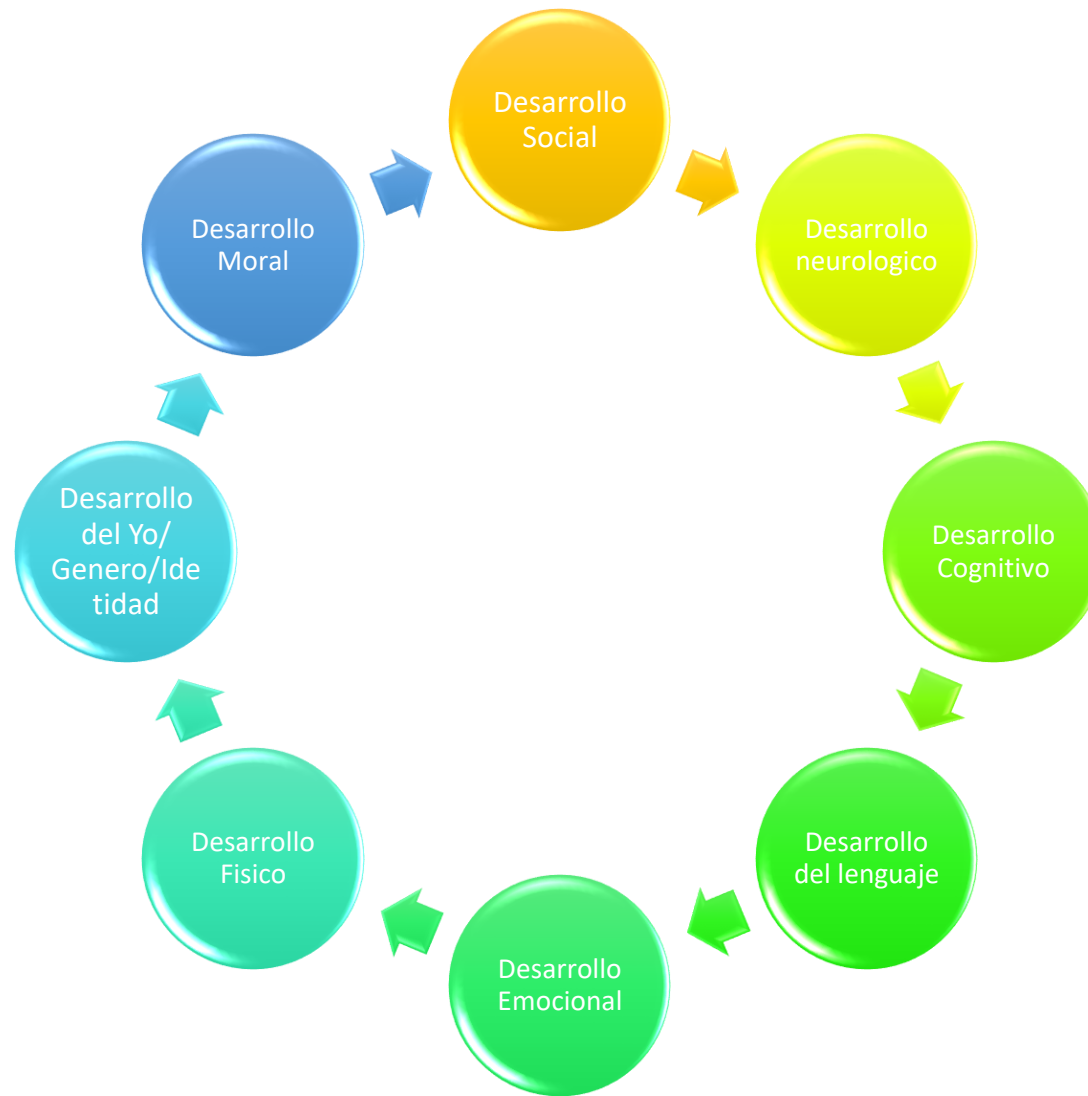 Desarrollo
Social
Desarrollo
neurologico
Desarrollo
Cognitivo
Desarrollo
del lenguaje
Desarrollo
Emocional
Desarrollo
Fisico
Desarrollo
del Yo/
Genero/Ide
tidad
Desarrollo
Moral